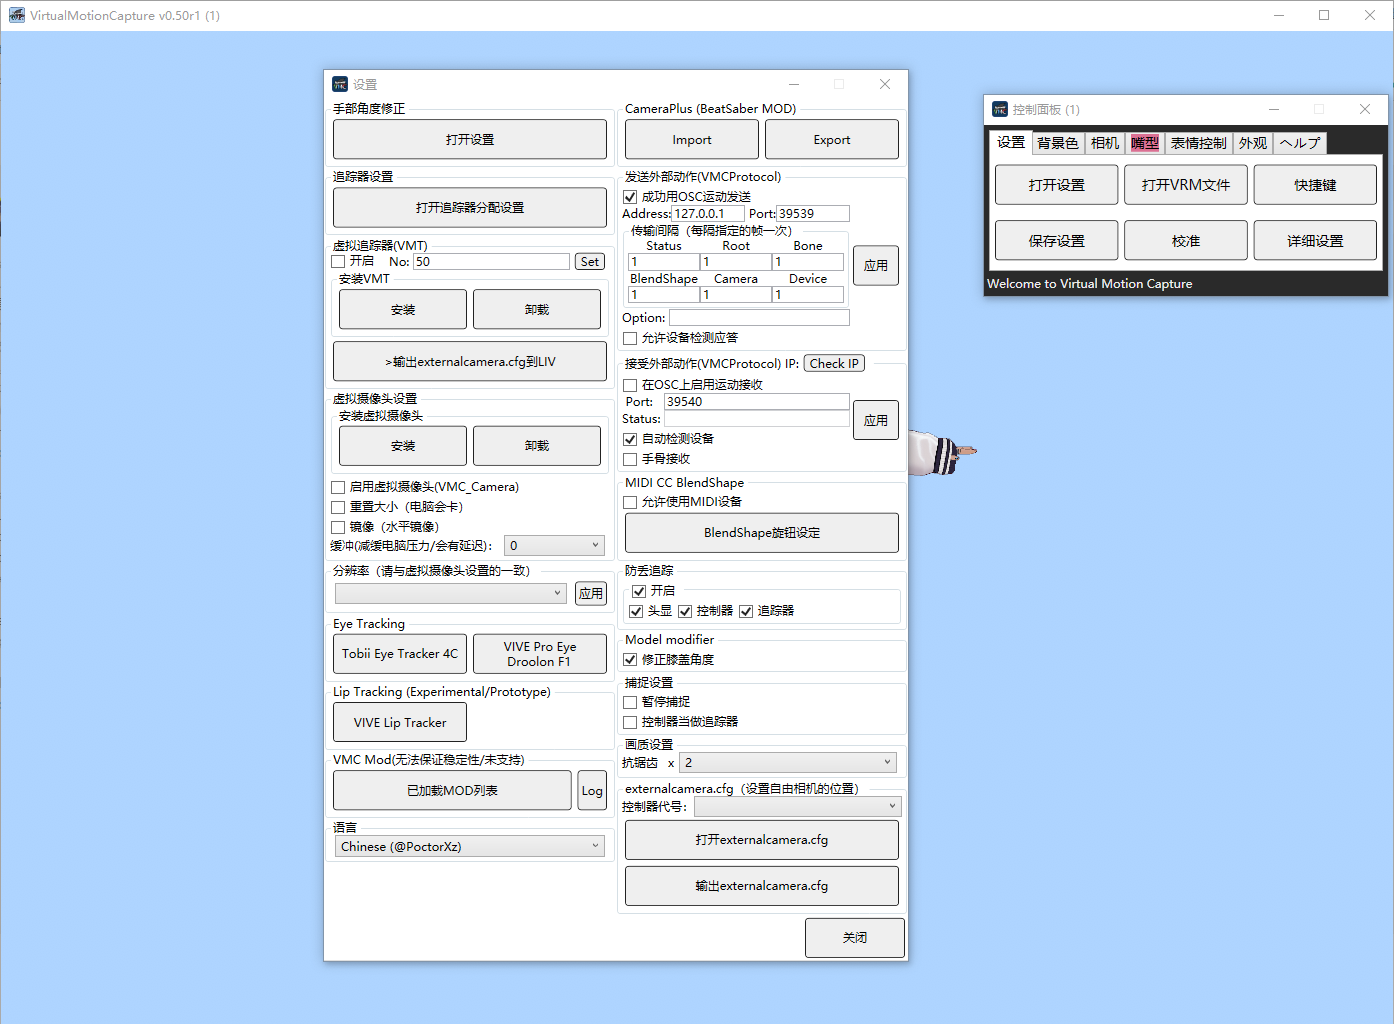 VirtualMotionCapture v0.50r1 (1)
设置
手部角度修正
打开设置
追踪器设置
打开追踪器分配设置
虚拟追踪器(VMT)
开启 No: 50 Set
安装VMT
安装 卸载
>输出externalcamera.cfg到LIV
虚拟摄像头设置
安装虚拟摄像头
安装 卸载
启用虚拟摄像头(VMC_Camera)
重置大小（电脑会卡）
镜像（水平镜像）
缓冲(减缓电脑压力/会有延迟)： 0
分辨率（请与虚拟摄像头设置的一致）
应用
Eye Tracking
Tobii Eye Tracker 4C
VIVE Pro Eye
Droolon F1
Lip Tracking (Experimental/Prototype)
VIVE Lip Tracker
VMC Mod(无法保证稳定性/未支持)
已加载MOD列表 Log
语言
Chinese (@PoctorXz)
CameraPlus (BeatSaber MOD)
Import Export
发送外部动作(VMCProtocol)
成功用OSC运动发送
Address: 127.0.0.1 Port: 39539
传输间隔（每隔指定的帧一次）
Status Root Bone
1 1 1
BlendShape Camera Device
1 1 1
应用
Option:
允许设备检测应答
接受外部动作(VMCProtocol) IP: Check IP
在OSC上启用运动接收
Port: 39540
Status:
应用
自动检测设备
手骨接收
MIDI CC BlendShape
允许使用MIDI设备
BlendShape旋钮设定
防丢追踪
开启
头显 控制器 追踪器
Model modifier
修正膝盖角度
捕捉设置
暂停捕捉
控制器当做追踪器
画质设置
抗锯齿 x 2
externalcamera.cfg（设置自由相机的位置）
控制器代号：
打开externalcamera.cfg
输出externalcamera.cfg
关闭
控制面板 (1)
设置 背景色 相机 嘴型 表情控制 外观 ヘルプ
打开设置 打开VRM文件 快捷键
保存设置 校准 详细设置
Welcome to Virtual Motion Capture